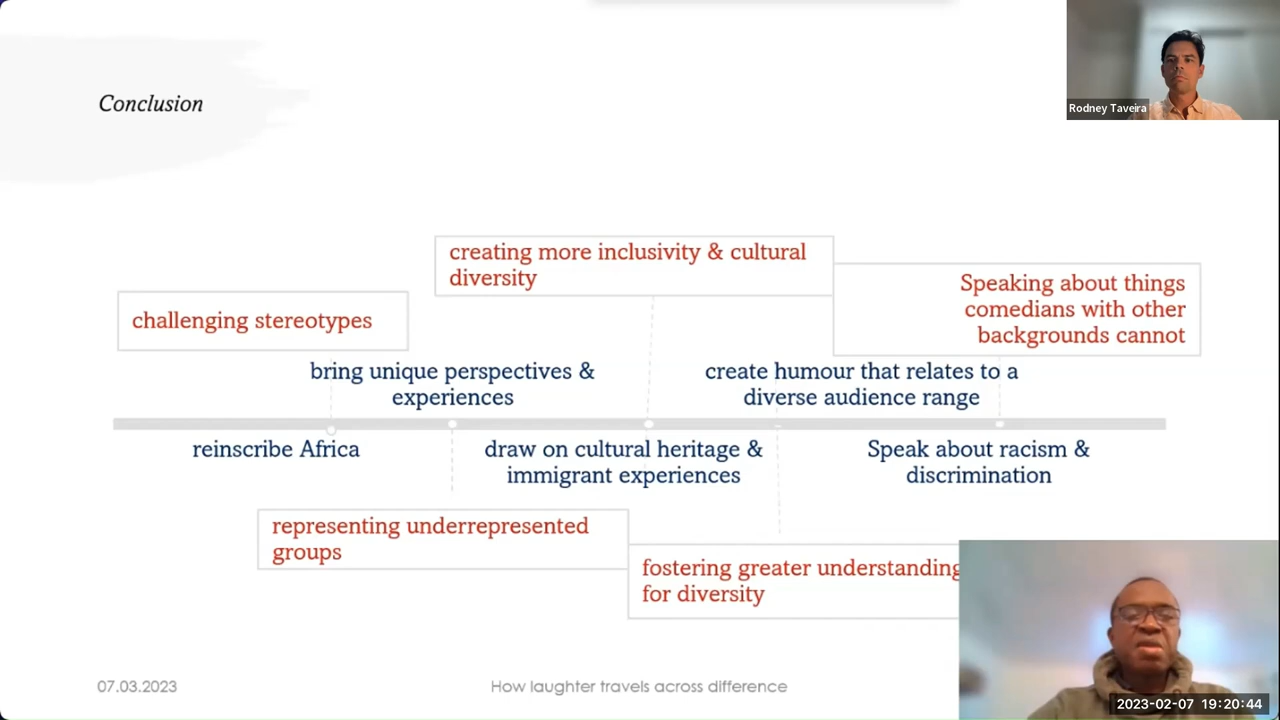 Conclusion
Rodney Taveira
creating more inclusivity & cultural
diversity
Speaking about things
comedians with other
backgrounds cannot
challenging stereotypes
bring unique perspectives &
experiences
create humour that relates to a
diverse audience range
reinscribe Africa
draw on cultural heritage &
immigrant experiences
Speak about racism &
discrimination
representing underrepresented
groups
fostering greater understanding
for diversity
07.03.2023
How laughter travels across difference
2023-02-07 19:20:44